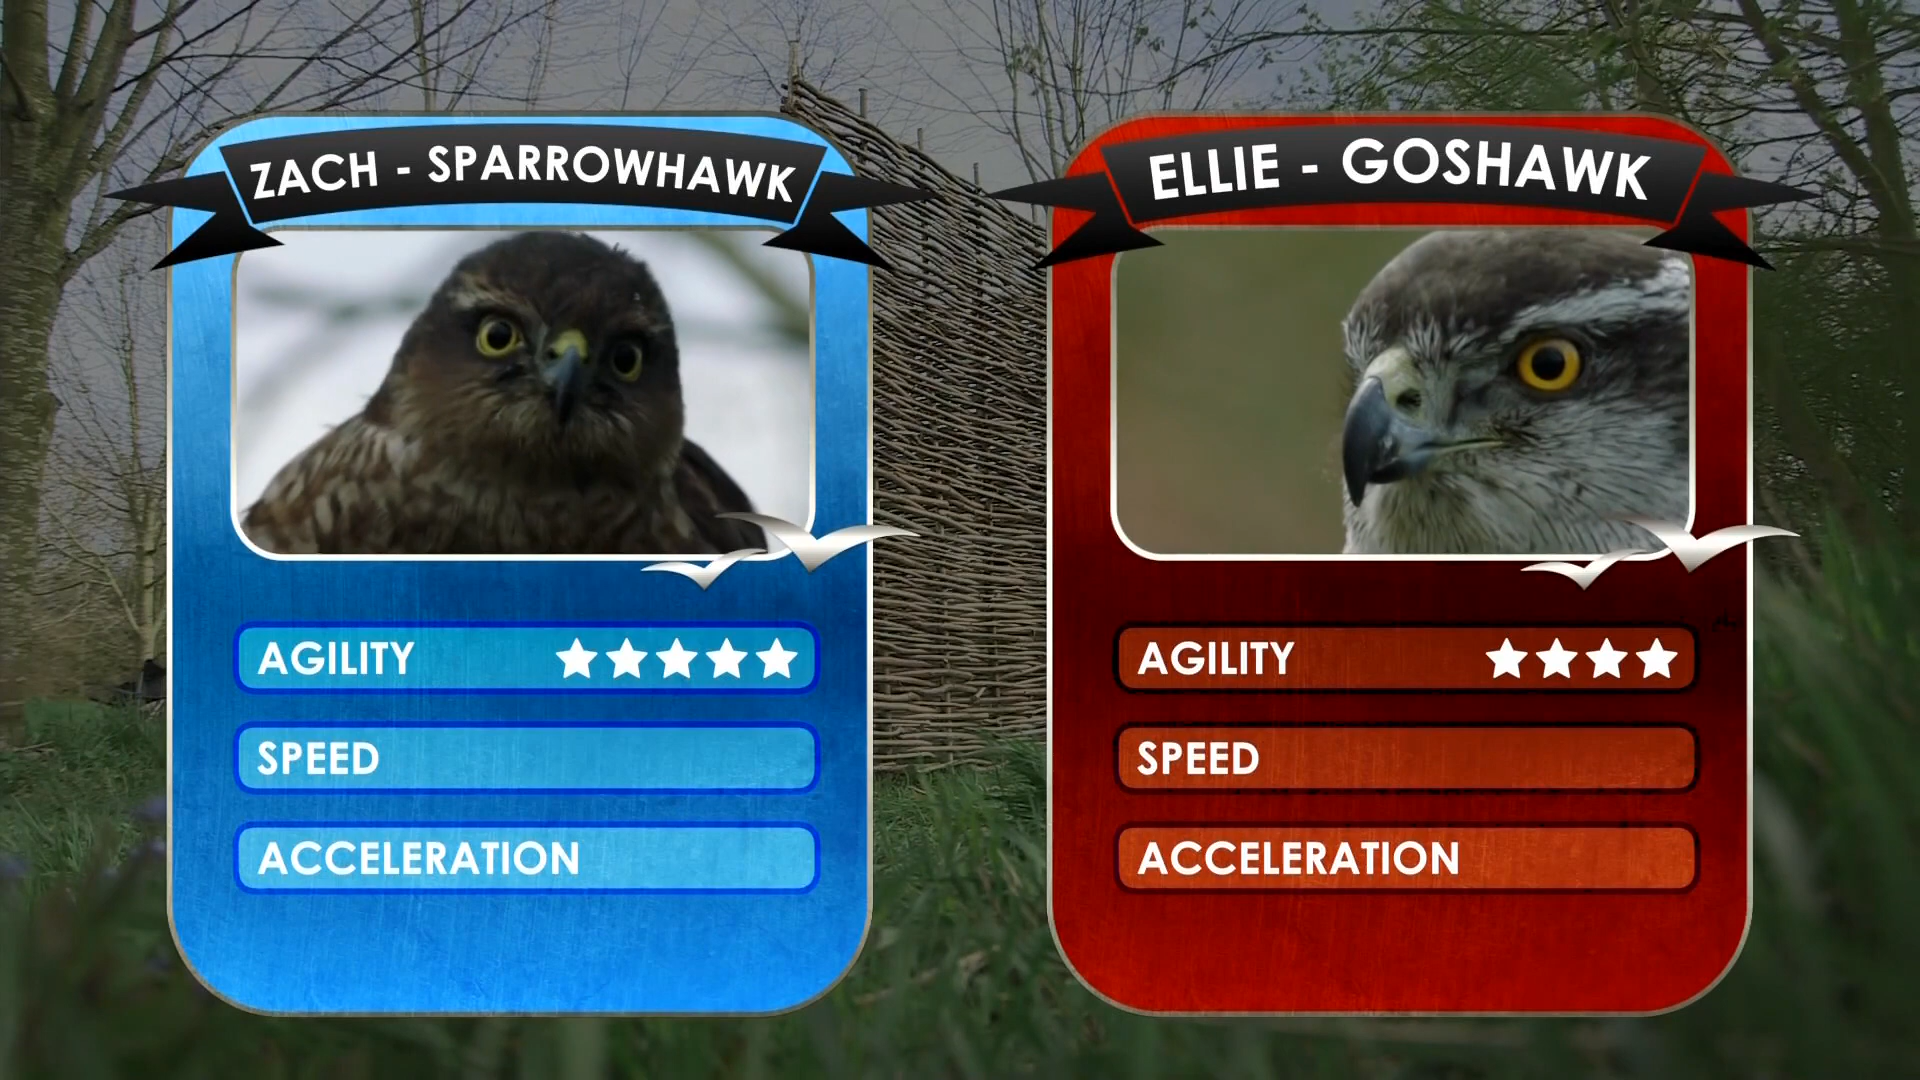 ZACH - SPARROWHAWK
AGILITY ★★★★★
SPEED
ACCELERATION
ELLIE - GOSHAWK
AGILITY ★★★★
SPEED
ACCELERATION